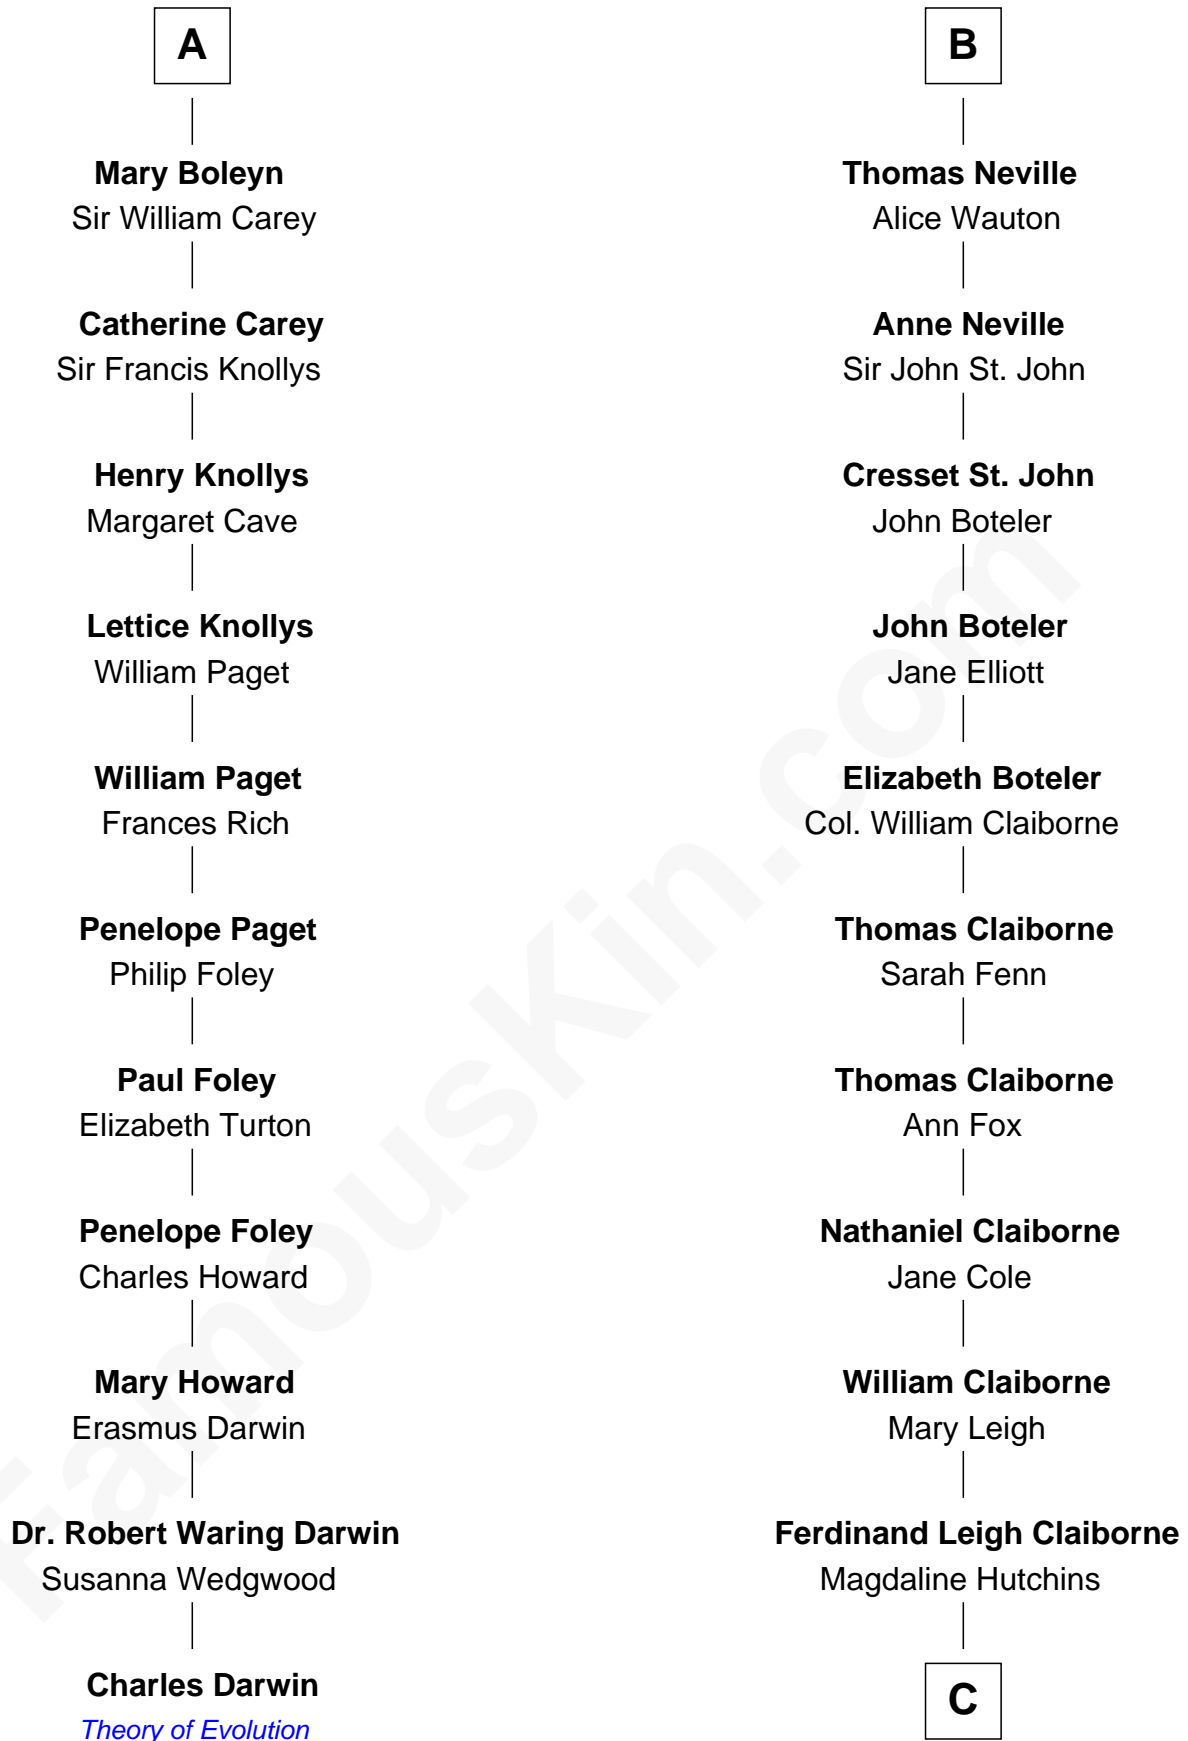 A
Mary Boleyn
Sir William Carey
Catherine Carey
Sir Francis Knollys
Henry Knollys
Margaret Cave
Lettice Knollys
William Paget
William Paget
Frances Rich
Penelope Paget
Philip Foley
Paul Foley
Elizabeth Turton
Penelope Foley
Charles Howard
Mary Howard
Erasmus Darwin
Dr. Robert Waring Darwin
Susanna Wedgwood
Charles Darwin
Theory of Evolution
B
Thomas Neville
Alice Wauton
Anne Neville
Sir John St. John
Cresset St. John
John Boteler
John Boteler
Jane Elliott
Elizabeth Boteler
Col. William Claiborne
Thomas Claiborne
Sarah Fenn
Thomas Claiborne
Ann Fox
Nathaniel Claiborne
Jane Cole
William Claiborne
Mary Leigh
Ferdinand Leigh Claiborne
Magdaline Hutchins
C
FamousKin.com